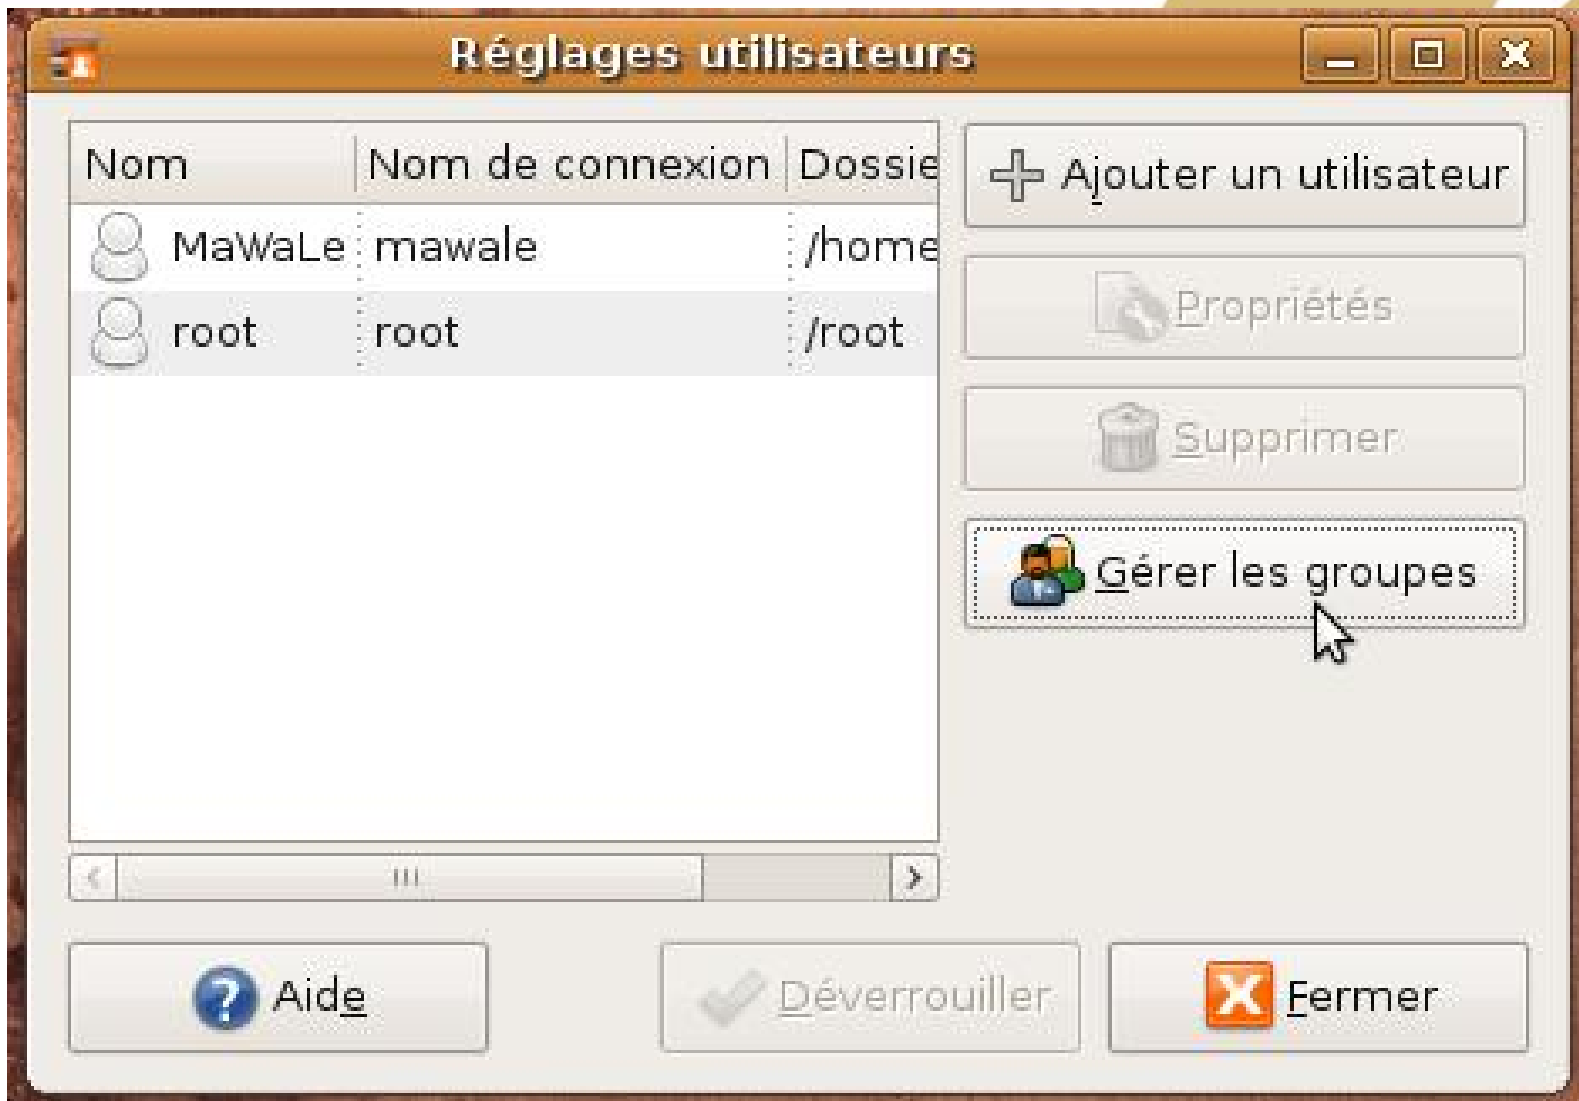 Réglages utilisateurs
Nom Nom de connexion Dossie
MaWaLe mawale /home
root root /root
Ajouter un utilisateur
Propriétés
Supprimer
Gérer les groupes
Aide
Déverrouiller
Fermer